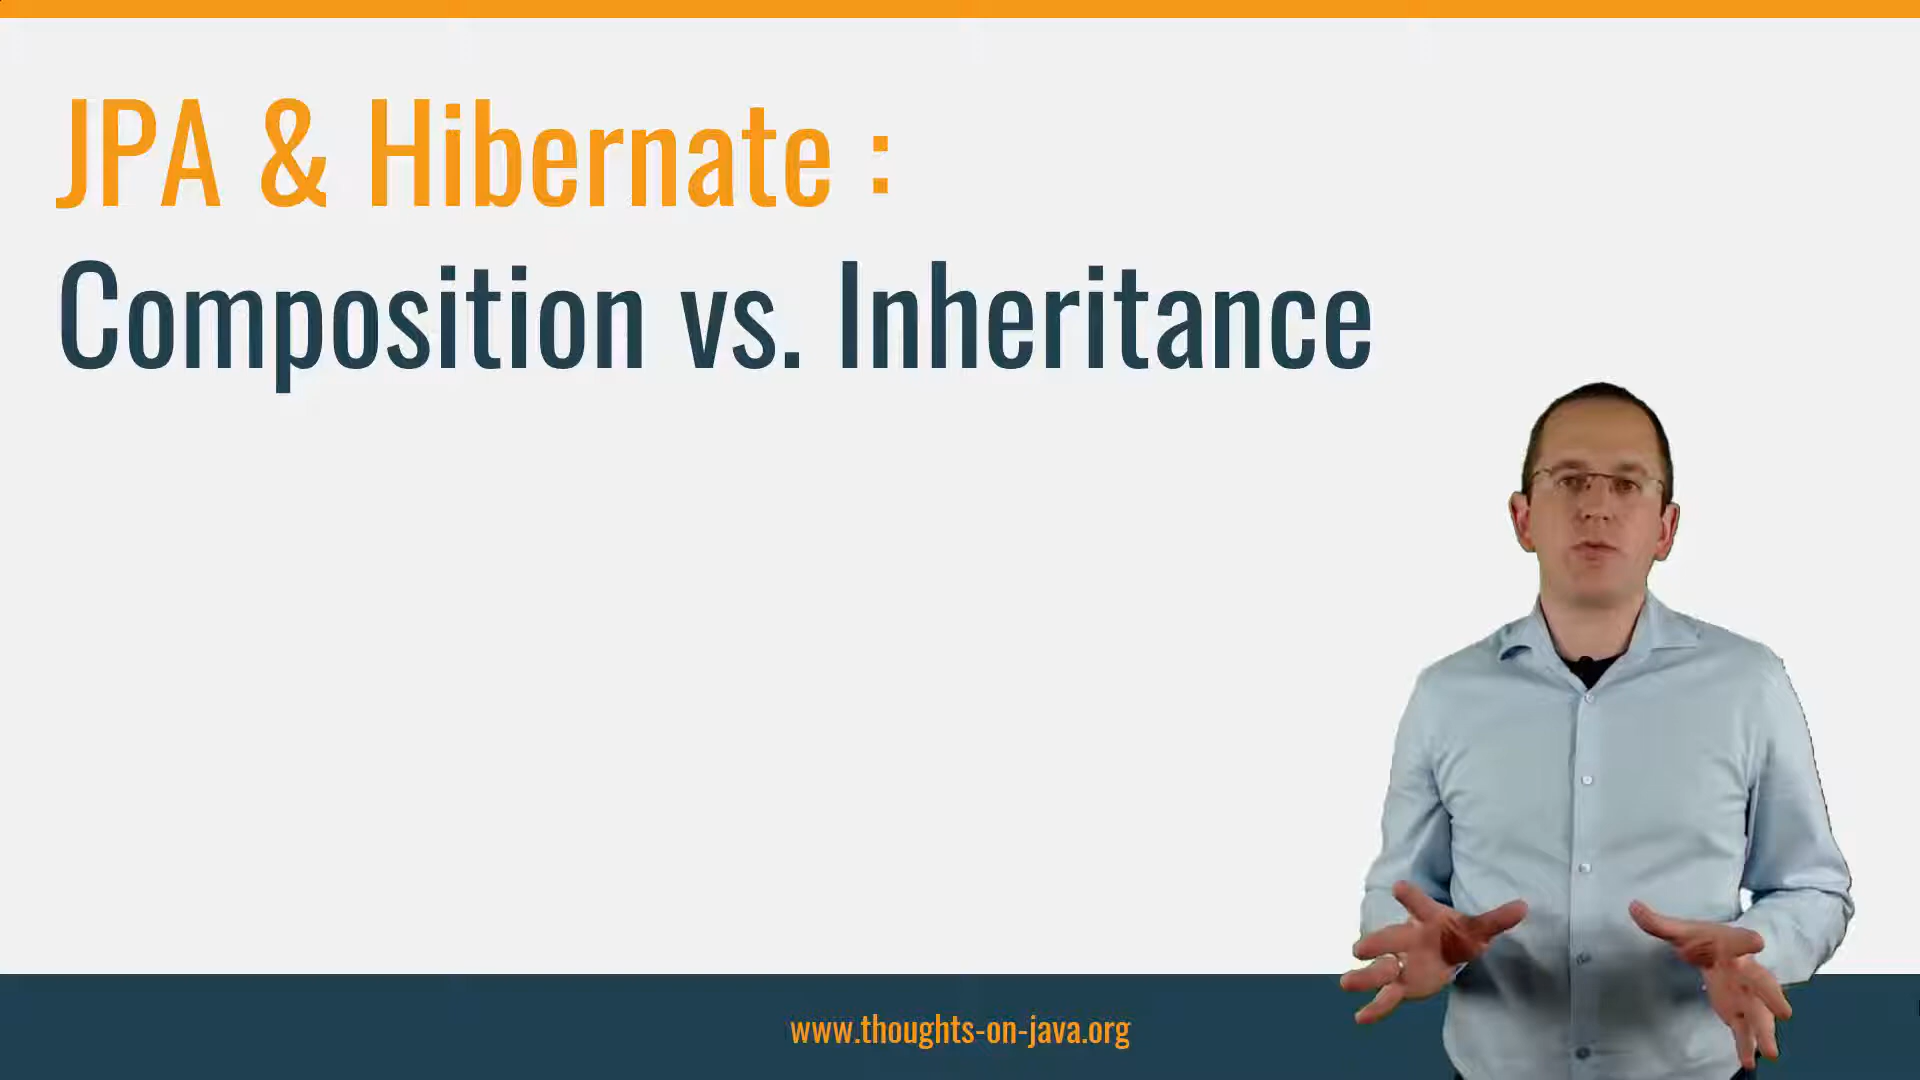 JPA & Hibernate :
Composition vs. Inheritance
www.thoughts-on-java.org